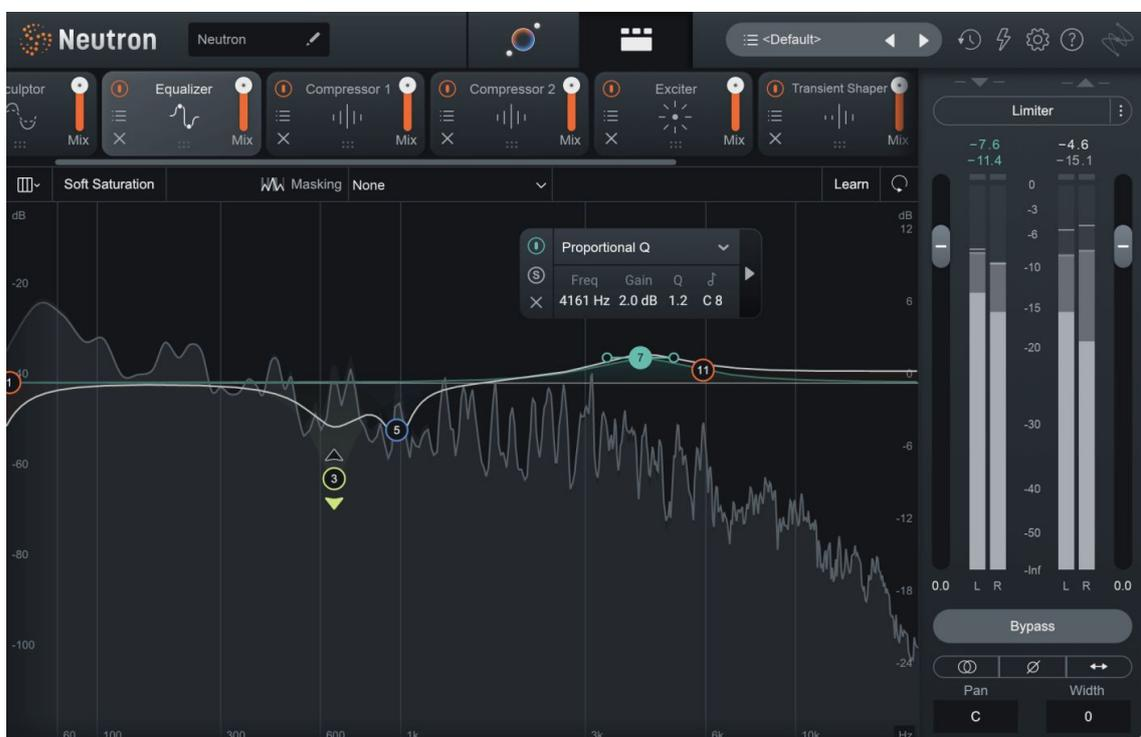 Neutron
Neutron
<Default>
culptor
Mix
Equalizer
Mix
Compressor 1
Mix
Compressor 2
Mix
Exciter
Mix
Transient Shaper
Mix
Limiter
Soft Saturation
Masking
None
Learn
-7.6
-11.4
-4.6
-15.1
dB
-20
-40
-60
-80
-100
dB
12
6
0
-6
-12
-18
-24
Proportional Q
S
Freq Gain Q
4161 Hz 2.0 dB 1.2 C 8
1
3
5
7
11
60 100 300 600 1k 3k 6k 10k Hz
0
-3
-6
-10
-15
-20
-30
-40
-50
-Inf
0.0 L R L R 0.0
Bypass
Pan Width
C 0